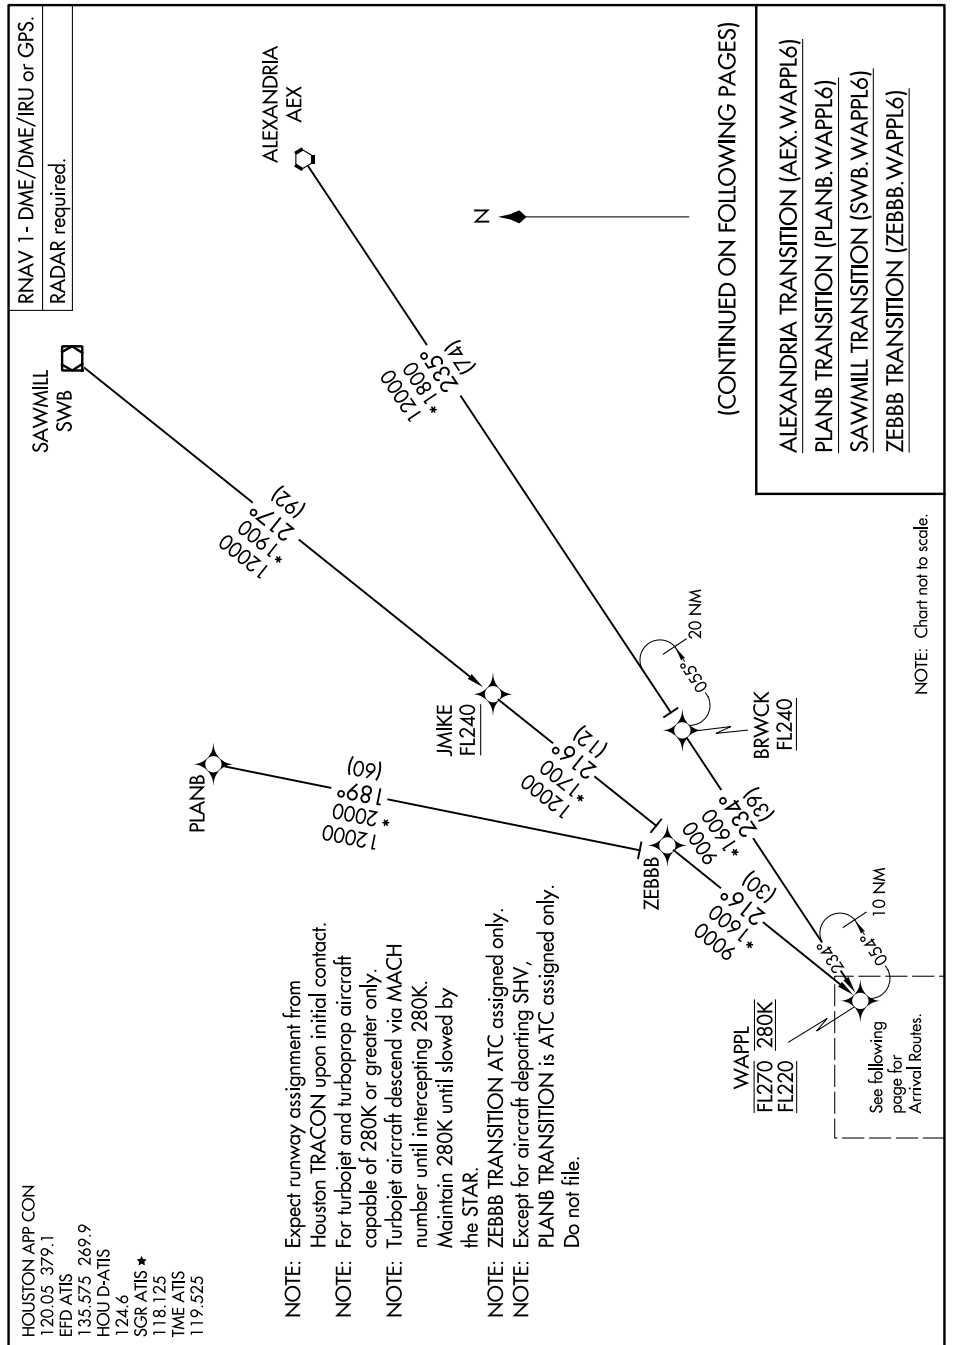 HOUSTON APP CON
120.05 379.1
EFD ATIS
135.575 269.9
HOU D-ATIS
124.6
SGR ATIS ★
118.125
TME ATIS
119.525
RNAV 1 - DME/DME/IRU or GPS.
RADAR required.
SAWMILL
SWB
ALEXANDRIA
AEX
PLANB
N
12000
*1900
217°
(92)
12000
*1800
235°
(74)
12000
*2000
189°
(60)
JMIKE
FL240
12000
*1700
216°
(12)
ZEBBB
9000
*1600
216°
(30)
9000
*1600
234°
(39)
BRWCK
FL240
055°
20 NM
234°
054°
10 NM
WAPPL
FL270 280K
FL220
See following
page for
Arrival Routes.
NOTE: Expect runway assignment from
Houston TRACON upon initial contact.
NOTE: For turbojet and turboprop aircraft
capable of 280K or greater only.
NOTE: Turbojet aircraft descend via MACH
number until intercepting 280K.
Maintain 280K until slowed by
the STAR.
NOTE: ZEBBB TRANSITION ATC assigned only.
NOTE: Except for aircraft departing SHV,
PLANB TRANSITION is ATC assigned only.
Do not file.
(CONTINUED ON FOLLOWING PAGES)
ALEXANDRIA TRANSITION (AEX.WAPPL6)
PLANB TRANSITION (PLANB.WAPPL6)
SAWMILL TRANSITION (SWB.WAPPL6)
ZEBBB TRANSITION (ZEBBB.WAPPL6)
NOTE: Chart not to scale.